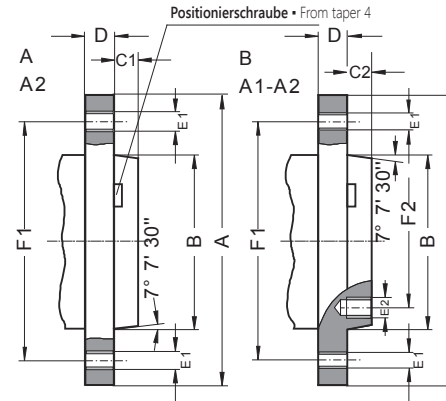 Positionierschraube • From taper 4
D
C1
A
A2
E1
F1
B
A
7° 7' 30"
E1
D
C2
B
A1-A2
E1
7° 7' 30"
F1
F2
B
E2
E1